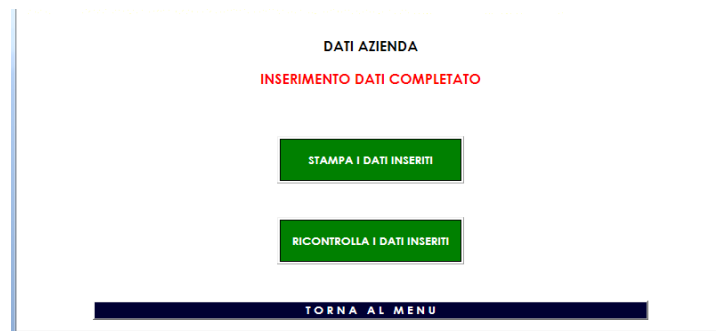 DATI AZIENDA
INSERIMENTO DATI COMPLETATO
STAMPA I DATI INSERITI
RICONTROLLA I DATI INSERITI
TORNA AL MENU